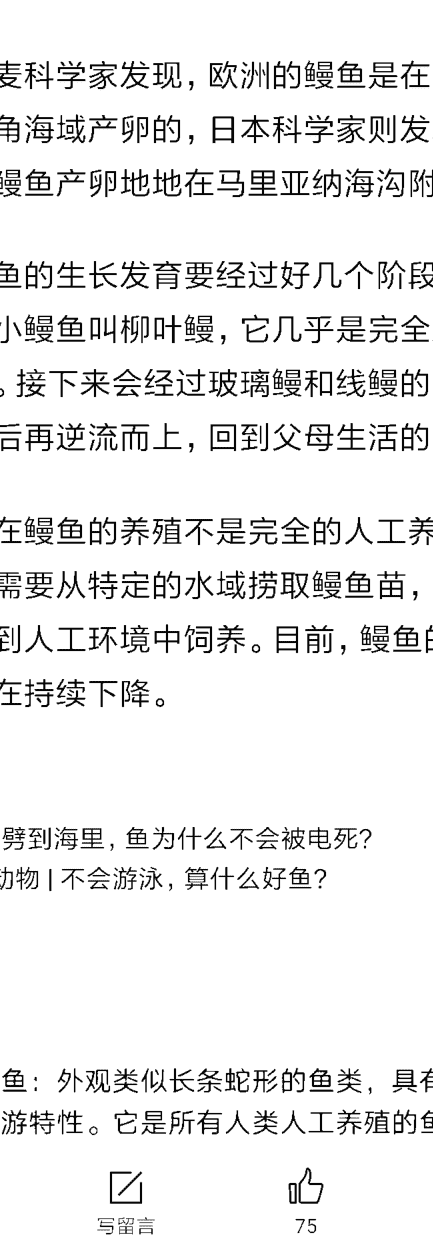 麦科学家发现，欧洲的鳗鱼是在
角海域产卵的，日本科学家则发
鳗鱼产卵地地在马里亚纳海沟附
鱼的生长发育要经过好几个阶段
小鳗鱼叫柳叶鳗，它几乎是完全
。接下来会经过玻璃鳗和线鳗的
后再逆流而上，回到父母生活的
在鳗鱼的养殖不是完全的人工养
需要从特定的水域捞取鳗鱼苗，
到人工环境中饲养。目前，鳗鱼的
在持续下降。
劈到海里，鱼为什么不会被电死？
动物 | 不会游泳，算什么好鱼？
鱼：外观类似长条蛇形的鱼类，具有
游特性。它是所有人类人工养殖的鱼
写留言
75